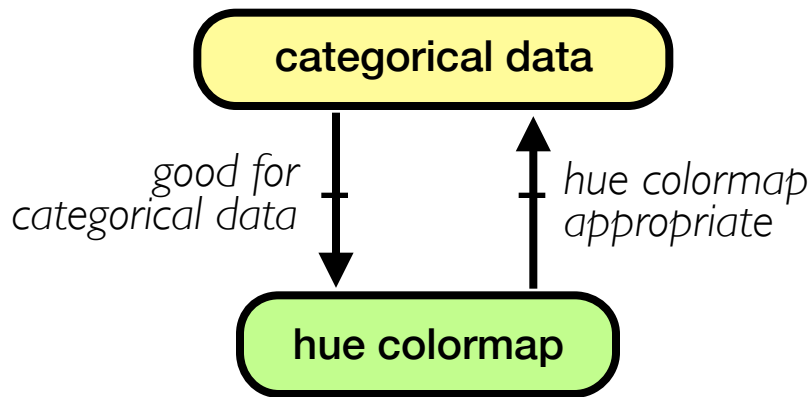 categorical data
good for
categorical data
hue colormap
appropriate
hue colormap